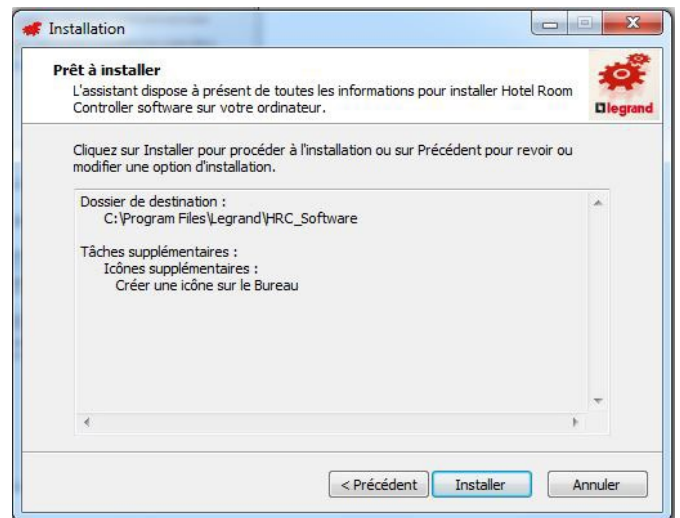 Installation
Prêt à installer
L'assistant dispose à présent de toutes les informations pour installer Hotel Room
Controller software sur votre ordinateur.
legrand
Cliquez sur Installer pour procéder à l'installation ou sur Précédent pour revoir ou
modifier une option d'installation.
Dossier de destination :
C:\Program Files\Legrand\HRC_Software
Tâches supplémentaires :
Icônes supplémentaires :
Créer une icône sur le Bureau
< Précédent
Installer
Annuler